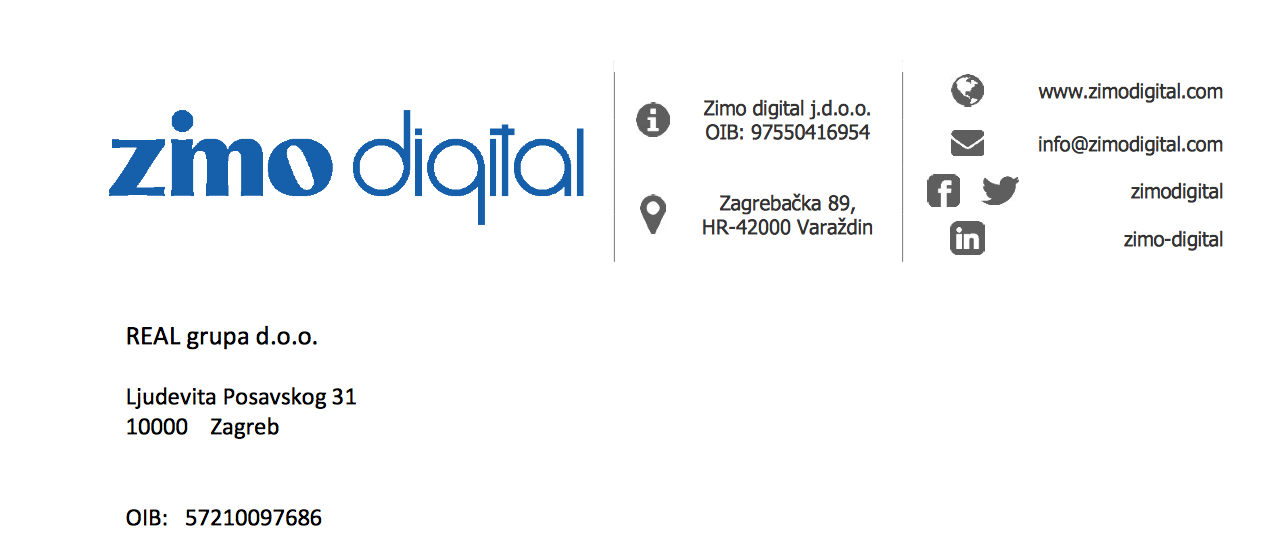 zimo digital
Zimo digital j.d.o.o.
OIB: 97550416954
Zagrebačka 89,
HR-42000 Varaždin
www.zimodigital.com
info@zimodigital.com
zimodigital
zimo-digital
REAL grupa d.o.o.
Ljudevita Posavskog 31
10000 Zagreb
OIB: 57210097686